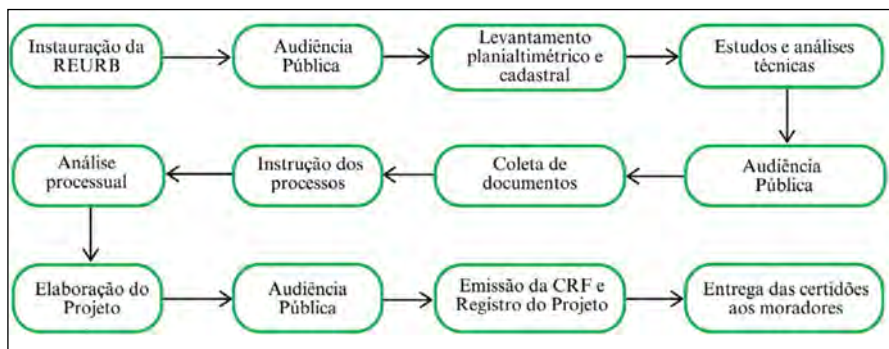 Instauração da
REURB
Audiência
Pública
Levantamento
planialtimétrico e
cadastral
Estudos e análises
técnicas
Audiência
Pública
Coleta de
documentos
Instrução dos
processos
Análise
processual
Elaboração do
Projeto
Audiência
Pública
Emissão da CRF e
Registro do Projeto
Entrega das certidões
aos moradores